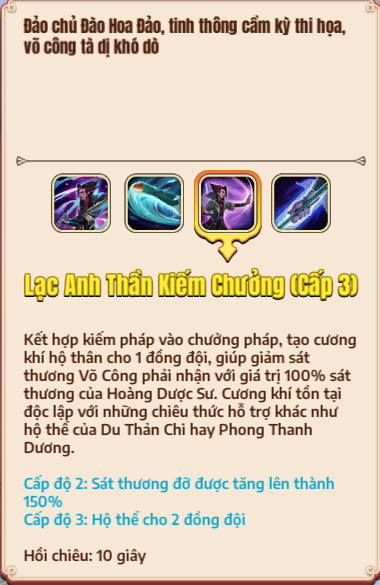 Đảo chủ Đào Hoa Đảo, tinh thông cầm kỳ thi họa,
võ công tà dị khó dò
Lạc Anh Thần Kiếm Chưởng (Cấp 3)
Kết hợp kiếm pháp vào chưởng pháp, tạo cương
khí hộ thân cho 1 đồng đội, giúp giảm sát
thương Võ Công phải nhận với giá trị 100% sát
thương của Hoàng Dược Sư. Cương khí tồn tại
độc lập với những chiêu thức hỗ trợ khác như
hộ thể của Du Thản Chi hay Phong Thanh
Dương.
Cấp độ 2: Sát thương đỡ được tăng lên thành
150%
Cấp độ 3: Hộ thể cho 2 đồng đội
Hồi chiêu: 10 giây